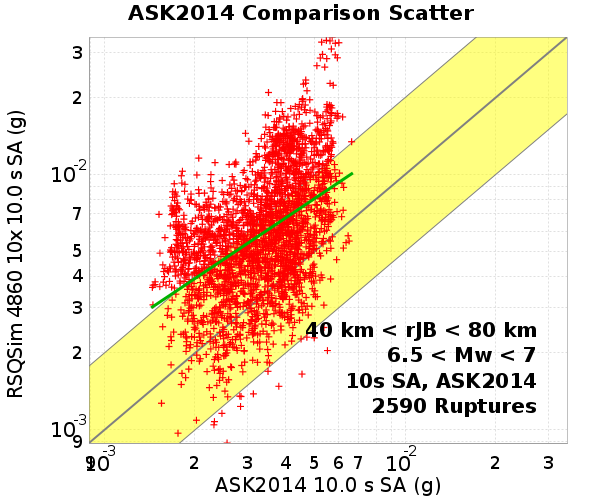 ASK2014 Comparison Scatter
RSQSim 4860 10x 10.0 s SA (g)
3
2
10-2
7
5
4
3
2
10-3
9
40 km < rJB < 80 km
6.5 < Mw < 7
10s SA, ASK2014
2590 Ruptures
9 10-3 2 3 4 5 6 7 10-2 2 3
ASK2014 10.0 s SA (g)